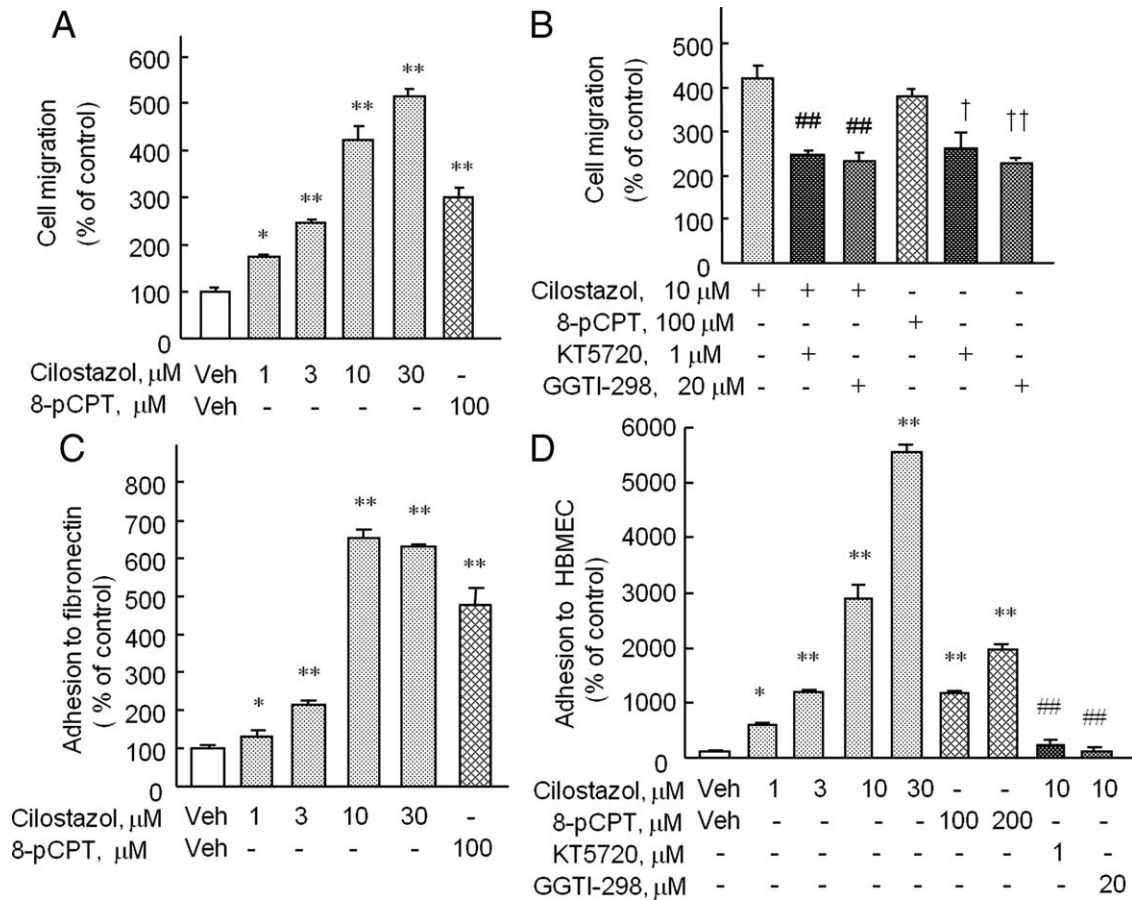 A
Cell migration
(% of control)
600
500
400
300
200
100
0
*
**
**
**
**
Cilostazol, μM Veh 1 3 10 30 -
8-pCPT, μM Veh - - - - 100
B
Cell migration
(% of control)
500
400
300
200
100
0
## ## † ††
Cilostazol, 10 μM + + + - - -
8-pCPT, 100 μM - - - + - -
KT5720, 1 μM - + - - + -
GGTI-298, 20 μM - - + - - +
C
Adhesion to fibronectin
( % of control)
800
700
600
500
400
300
200
100
0
*
**
**
**
**
Cilostazol, μM Veh 1 3 10 30 -
8-pCPT, μM Veh - - - - 100
D
Adhesion to HBMEC
(% of control)
6000
5000
3000
2000
1000
0
*
**
**
**
**
**
##
##
Cilostazol, μM Veh 1 3 10 30 - - 10 10
8-pCPT, μM Veh - - - - 100 200 - -
KT5720, μM - - - - - - - 1 -
GGTI-298, μM - - - - - - - - 20